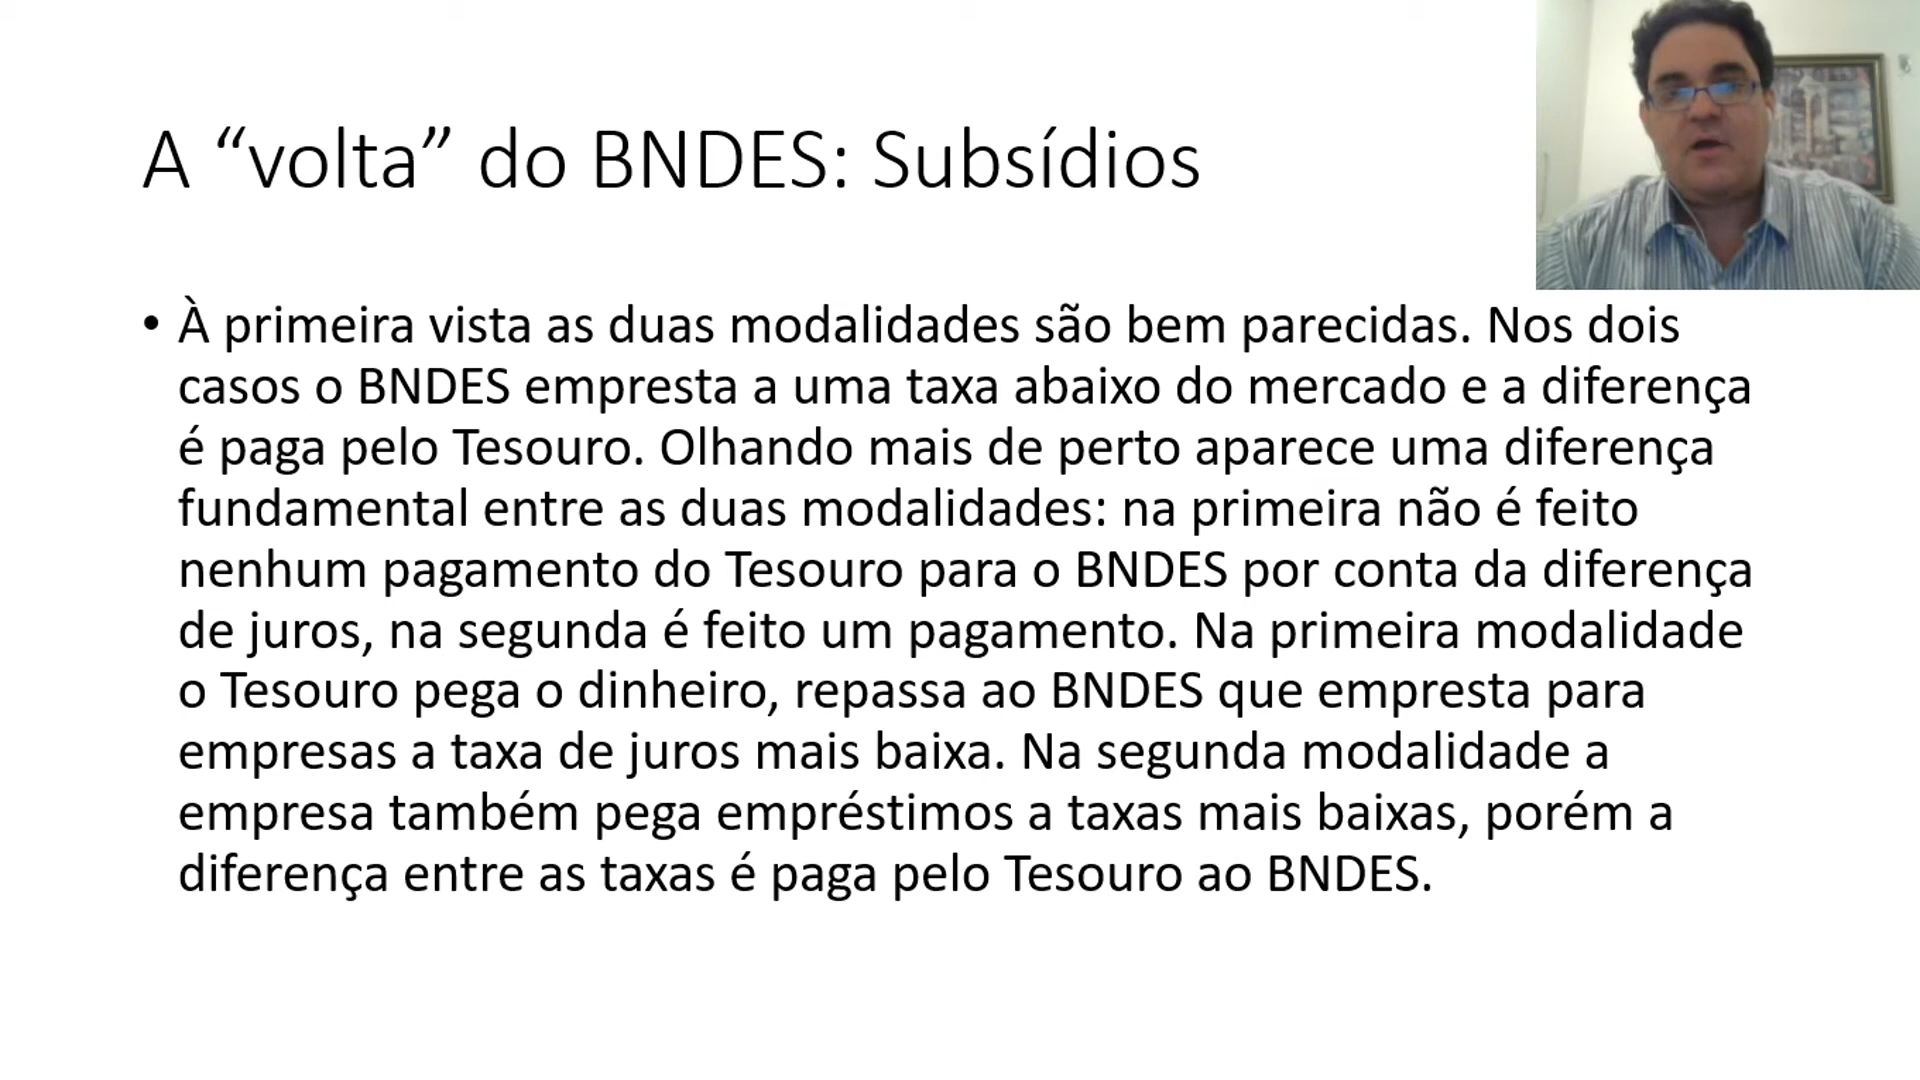 A “volta” do BNDES: Subsídios
• À primeira vista as duas modalidades são bem parecidas. Nos dois
casos o BNDES empresta a uma taxa abaixo do mercado e a diferença
é paga pelo Tesouro. Olhando mais de perto aparece uma diferença
fundamental entre as duas modalidades: na primeira não é feito
nenhum pagamento do Tesouro para o BNDES por conta da diferença
de juros, na segunda é feito um pagamento. Na primeira modalidade
o Tesouro pega o dinheiro, repassa ao BNDES que empresta para
empresas a taxa de juros mais baixa. Na segunda modalidade a
empresa também pega empréstimos a taxas mais baixas, porém a
diferença entre as taxas é paga pelo Tesouro ao BNDES.